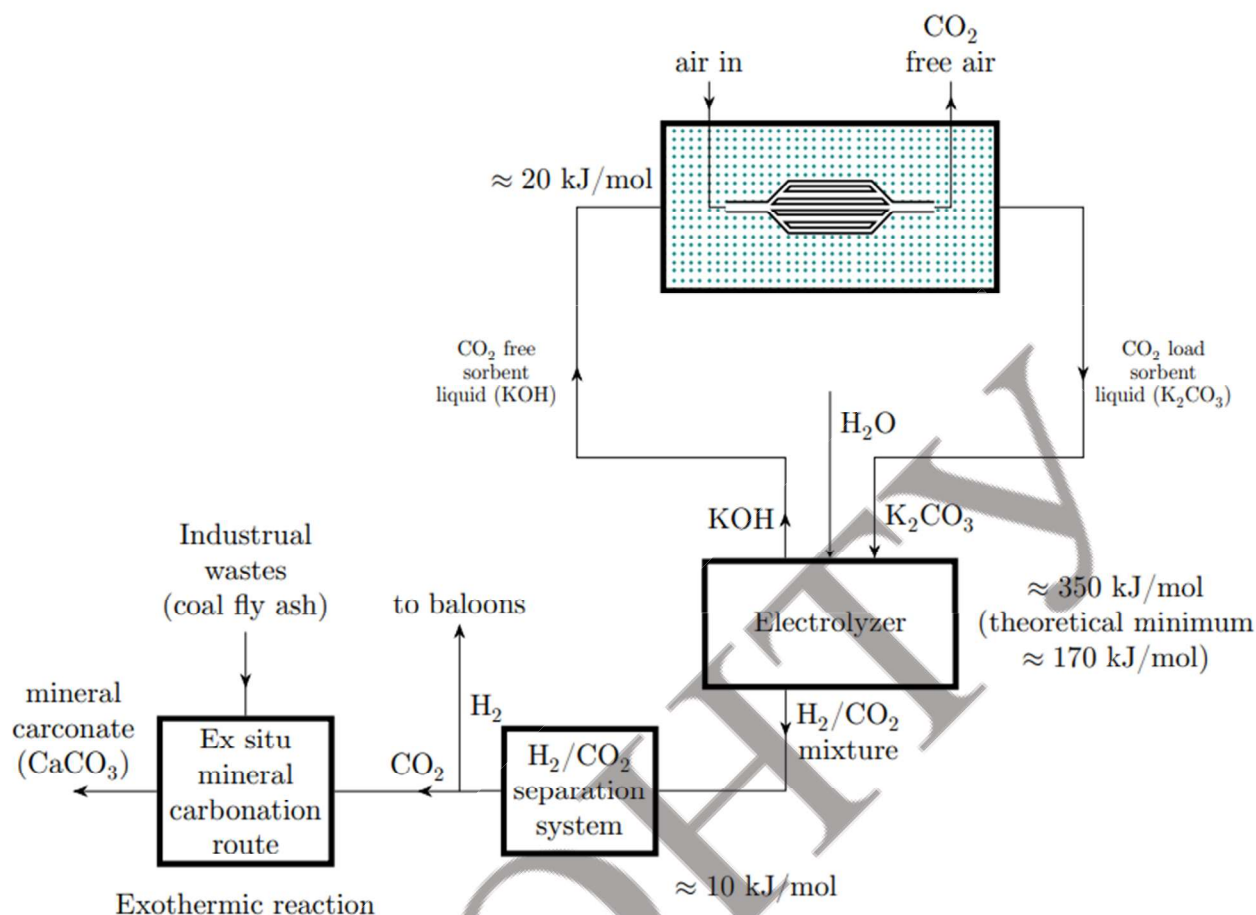 air in
CO₂
free air
≈ 20 kJ/mol
CO₂ free
sorbent
liquid (KOH)
CO₂ load
sorbent
liquid (K₂CO₃)
H₂O
KOH
K₂CO₃
Electrolyzer
≈ 350 kJ/mol
(theoretical minimum
≈ 170 kJ/mol)
Industrual
wastes
(coal fly ash)
to baloons
H₂
H₂/CO₂
mixture
mineral
carconate
(CaCO₃)
Ex situ
mineral
carbonation
route
CO₂
H₂/CO₂
separation
system
≈ 10 kJ/mol
Exothermic reaction